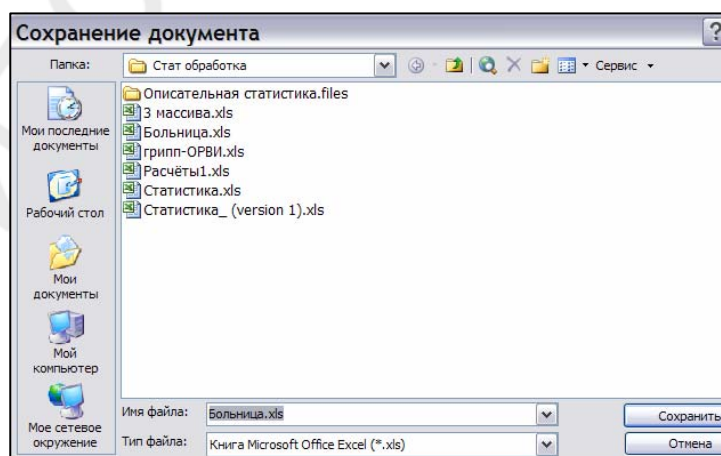 Сохранение документа
?
Папка:
Стат обработка
Сервис
Описательная статистика.files
3 массива.xls
Больница.xls
грипп-ОРВИ.xls
Расчёты1.xls
Статистика.xls
Статистика_ (version 1).xls
Мои последние
документы
Рабочий стол
Мои
документы
Мой
компьютер
Мое сетевое
окружение
Имя файла:
Больница.xls
Сохранить
Тип файла:
Книга Microsoft Office Excel (*.xls)
Отмена